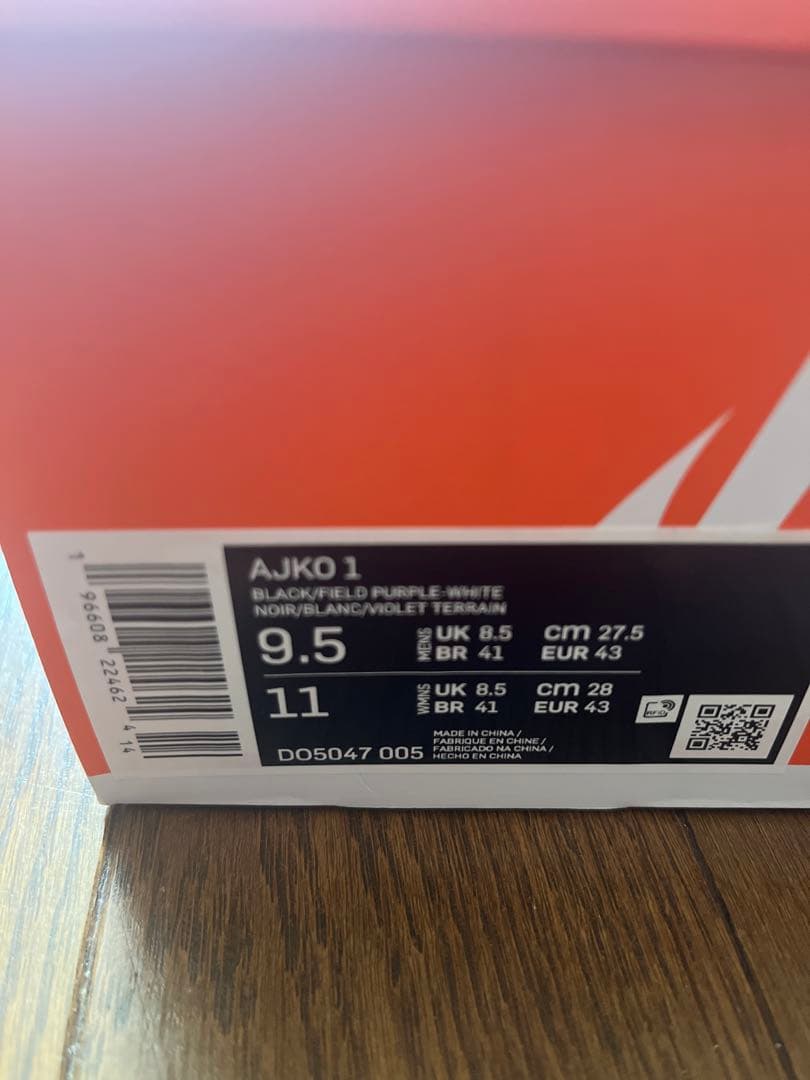 AJKO 1
BLACK/FIELD PURPLE-WHITE
NOIR/BLANC/VIOLET TERRAIN
9.5
MENS
UK 8.5 cm 27.5
BR 41 EUR 43
11
WMNS
UK 8.5 cm 28
BR 41 EUR 43
DO5047 005
MADE IN CHINA /
FABRIQUE EN CHINE /
FABRICADO NA CHINA /
HECHO EN CHINA
RFID
1 96608 22462 4 14